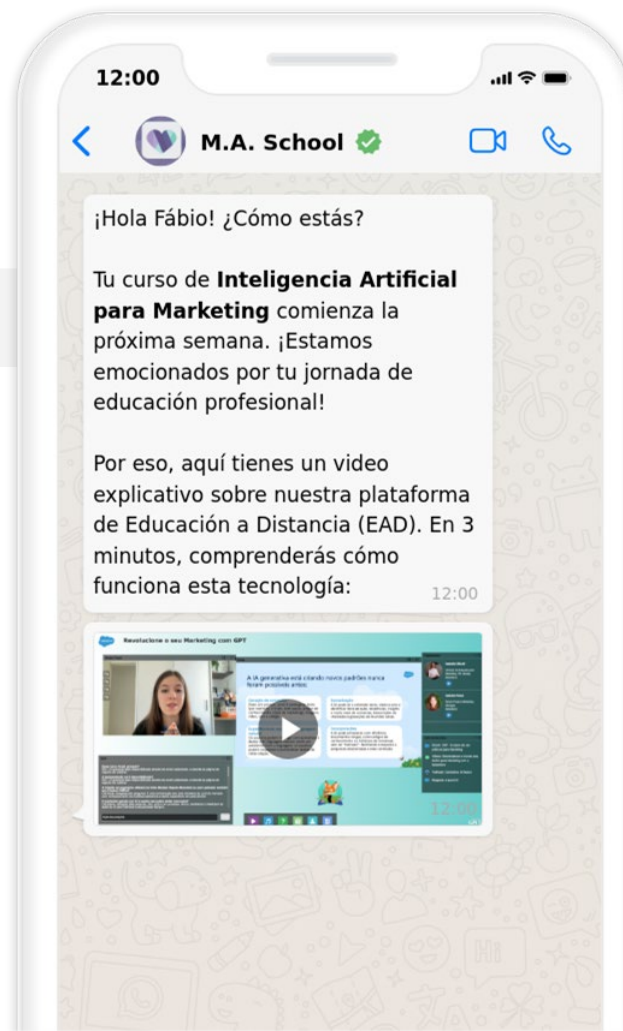 12:00
M.A. School
¡Hola Fábio! ¿Cómo estás?
Tu curso de Inteligencia Artificial
para Marketing comienza la
próxima semana. ¡Estamos
emocionados por tu jornada de
educación profesional!
Por eso, aquí tienes un video
explicativo sobre nuestra plataforma
de Educación a Distancia (EAD). En 3
minutos, comprenderás cómo
funciona esta tecnología:
12:00
Revolucione o seu Marketing com GPT
A IA generativa está criando novos padrões nunca
foram possíveis antes.
12:00
Hi